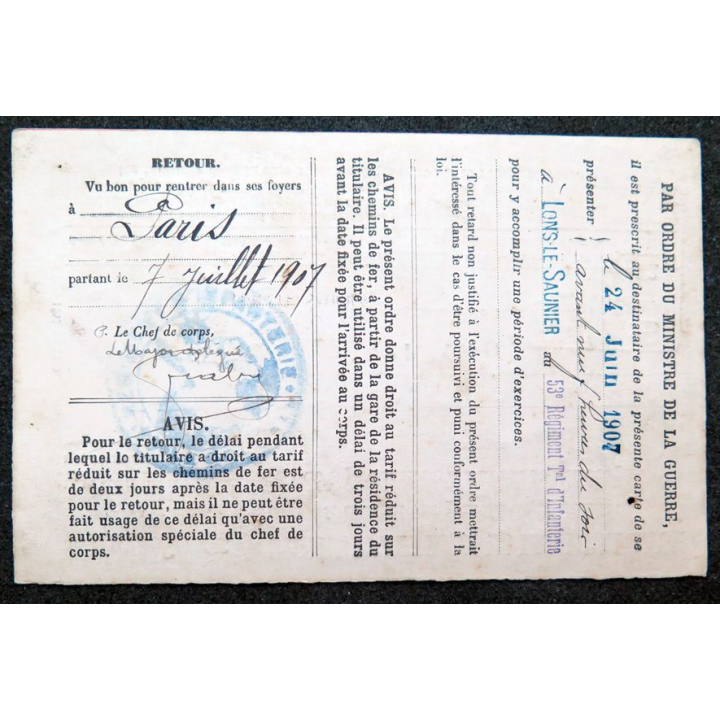 PAR ORDRE DU MINISTRE DE LA GUERRE,
il est prescrit au destinataire de la présente carte de se
présenter le 24 Juin 1907
avant neuf heures du soir
à LONS-LE-SAUNIER au 53e Régiment Tal d'Infanterie
pour y accomplir une période d'exercices.
Tout retard non justifié à l'exécution du présent ordre mettrait
l'intéressé dans le cas d'être poursuivi et puni conformément à la
loi.
AVIS. Le présent ordre donne droit au tarif réduit sur
les chemins de fer, à partir de la gare de la résidence du
titulaire. Il peut être utilisé dans un délai de trois jours
avant la date fixée pour l'arrivée au corps.
RETOUR.
Vu bon pour rentrer dans ses foyers
à Paris
partant le 7 Juillet 1907
P. Le Chef de corps,
Le Major délégué
AVIS.
Pour le retour, le délai pendant
lequel lo titulaire a droit au tarif
réduit sur les chemins de fer est
de deux jours après la date fixée
pour le retour, mais il ne peut être
fait usage de ce délai qu'avec une
autorisation spéciale du chef de
corps.